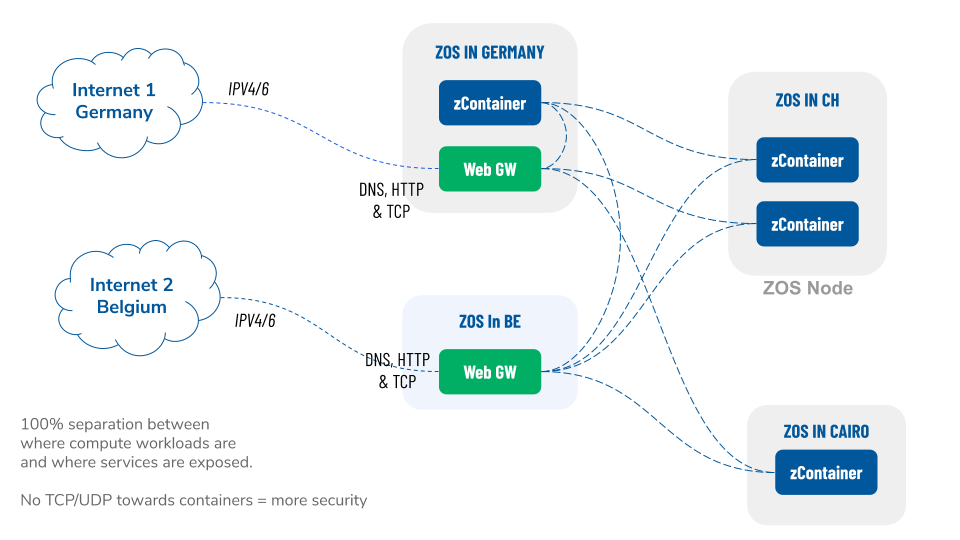 Internet 1
Germany
IPV4/6
ZOS IN GERMANY
zContainer
Web GW
DNS, HTTP
& TCP
ZOS IN CH
zContainer
zContainer
ZOS Node
Internet 2
Belgium
IPV4/6
ZOS In BE
Web GW
DNS, HTTP
& TCP
100% separation between
where compute workloads are
and where services are exposed.
No TCP/UDP towards containers = more security
ZOS IN CAIRO
zContainer